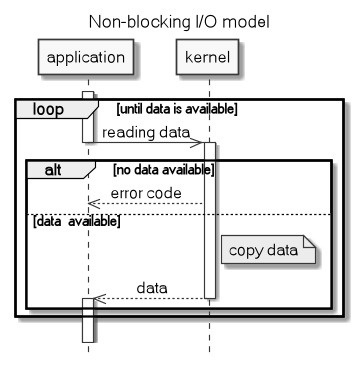 Non-blocking I/O model
application
kernel
loop
[until data is available]
reading data
alt
[no data available]
error code
[data available]
copy data
data